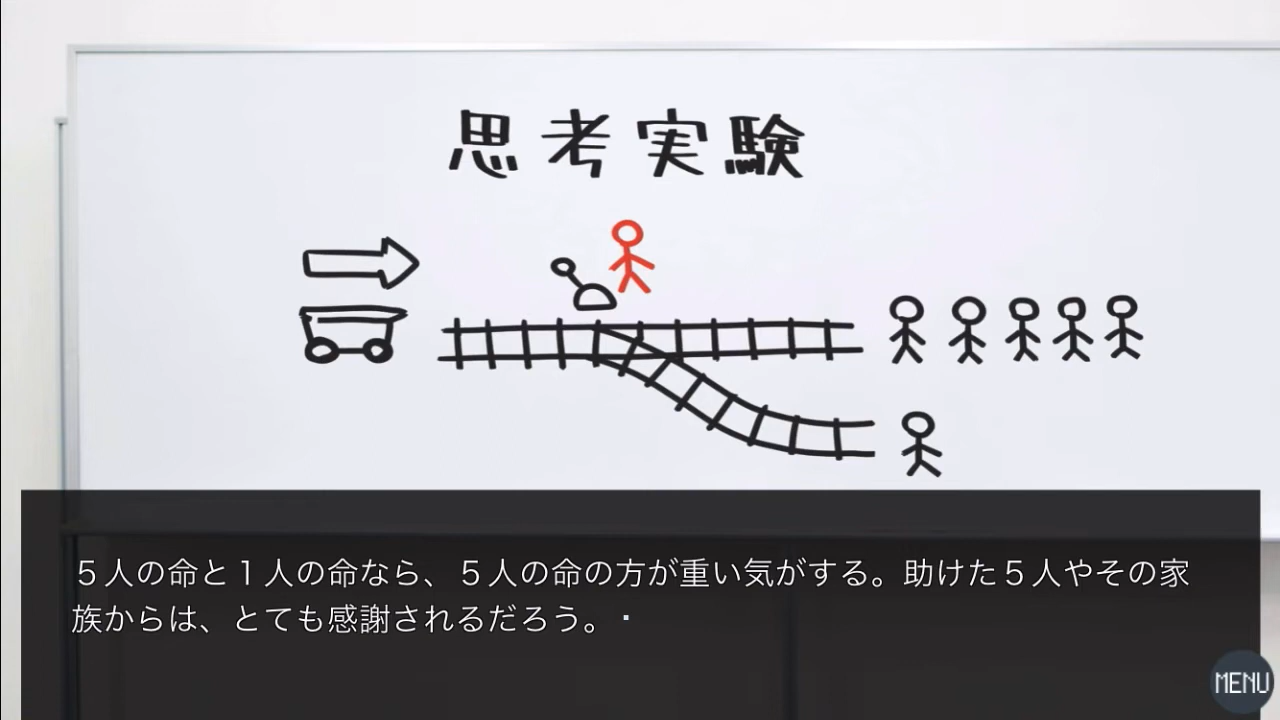 思考実験
５人の命と１人の命なら、５人の命の方が重い気がする。助けた５人やその家
族からは、とても感謝されるだろう。
MENU